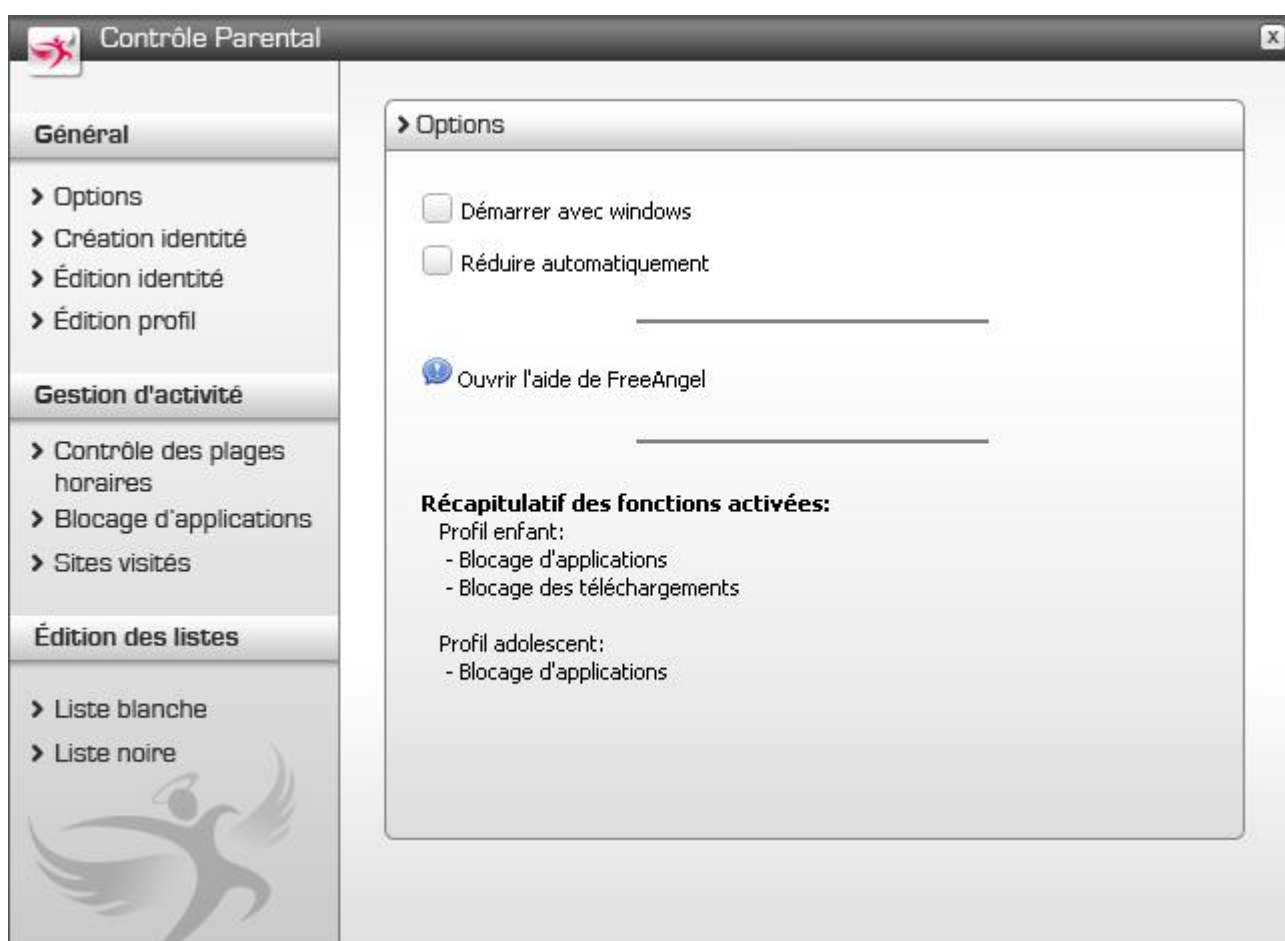 Contrôle Parental
x
Général
Options
Création identité
Édition identité
Édition profil
Gestion d'activité
Contrôle des plages
horaires
Blocage d'applications
Sites visités
Édition des listes
Liste blanche
Liste noire
Options
Démarrer avec windows
Réduire automatiquement
Ouvrir l'aide de FreeAngel
Récapitulatif des fonctions activées:
Profil enfant:
- Blocage d'applications
- Blocage des téléchargements
Profil adolescent:
- Blocage d'applications